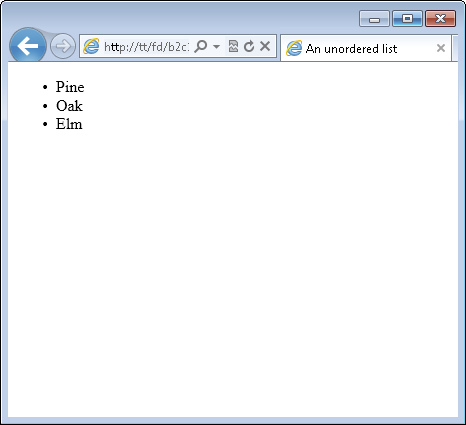 http://tt/fd/b2c
An unordered list
• Pine
• Oak
• Elm